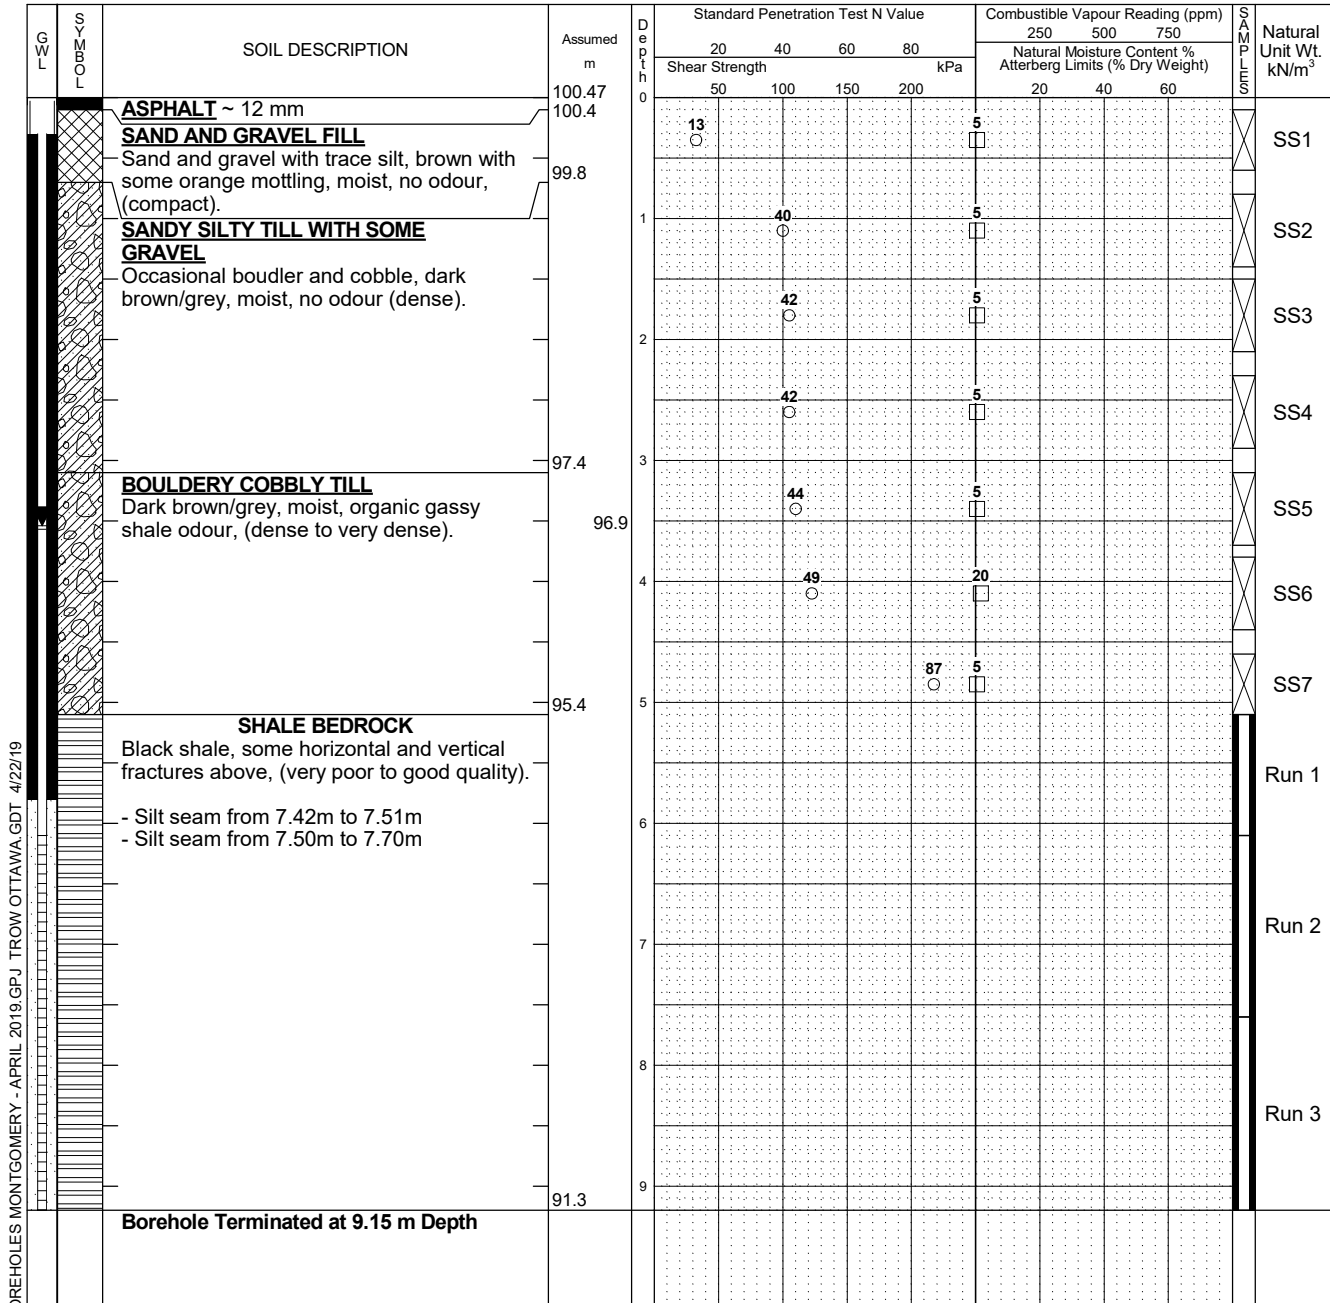 GWL
SYMBOL
SOIL DESCRIPTION
Assumed
m
100.47
Depth
0
Standard Penetration Test N Value
20 40 60 80
Shear Strength kPa
50 100 150 200
Combustible Vapour Reading (ppm)
250 500 750
Natural Moisture Content %
Atterberg Limits (% Dry Weight)
20 40 60
SAMPLES
Natural
Unit Wt.
kN/m³
ASPHALT ~ 12 mm
100.4
SAND AND GRAVEL FILL
13 5 SS1
Sand and gravel with trace silt, brown with
some orange mottling, moist, no odour,
99.8
(compact).
1 40 5 SS2
SANDY SILTY TILL WITH SOME
GRAVEL
Occasional boudler and cobble, dark
brown/grey, moist, no odour (dense).
42 5 SS3
2
42 5 SS4
3
97.4
BOULDERY COBBLY TILL
44 5 SS5
Dark brown/grey, moist, organic gassy
shale odour, (dense to very dense).
96.9
4 49 20 SS6
87 5 SS7
5
95.4
SHALE BEDROCK
Black shale, some horizontal and vertical
fractures above, (very poor to good quality).
Run 1
- Silt seam from 7.42m to 7.51m
- Silt seam from 7.50m to 7.70m
6
Run 2
7
8
Run 3
9
91.3
Borehole Terminated at 9.15 m Depth
OREHOLES MONTGOMERY - APRIL 2019.GPJ TROW OTTAWA.GDT 4/22/19